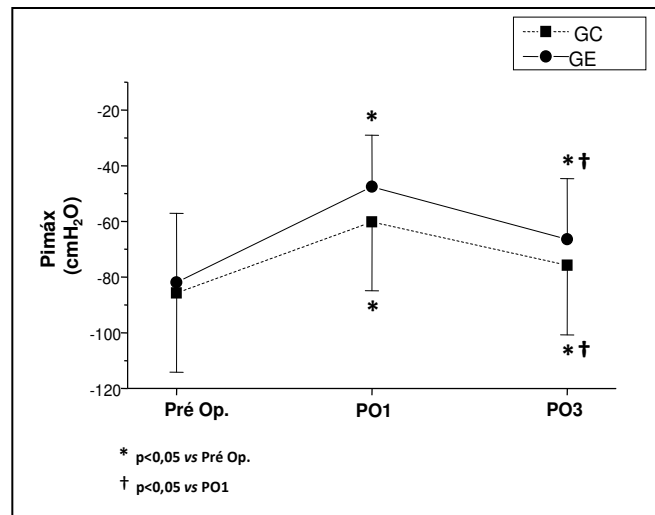 GC
GE
-20
-40
-60
-80
-100
-120
Pimáx
(cmH₂O)
*
* †
*
* †
Pré Op.
PO1
PO3
* p<0,05 vs Pré Op.
† p<0,05 vs PO1